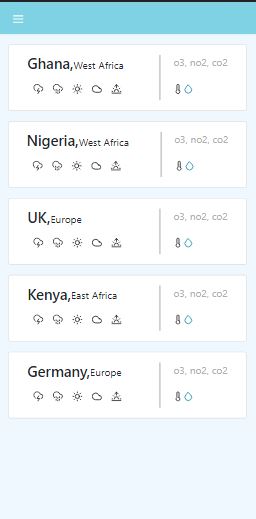 Ghana,West Africa
o3, no2, co2
Nigeria,West Africa
o3, no2, co2
UK,Europe
o3, no2, co2
Kenya,East Africa
o3, no2, co2
Germany,Europe
o3, no2, co2